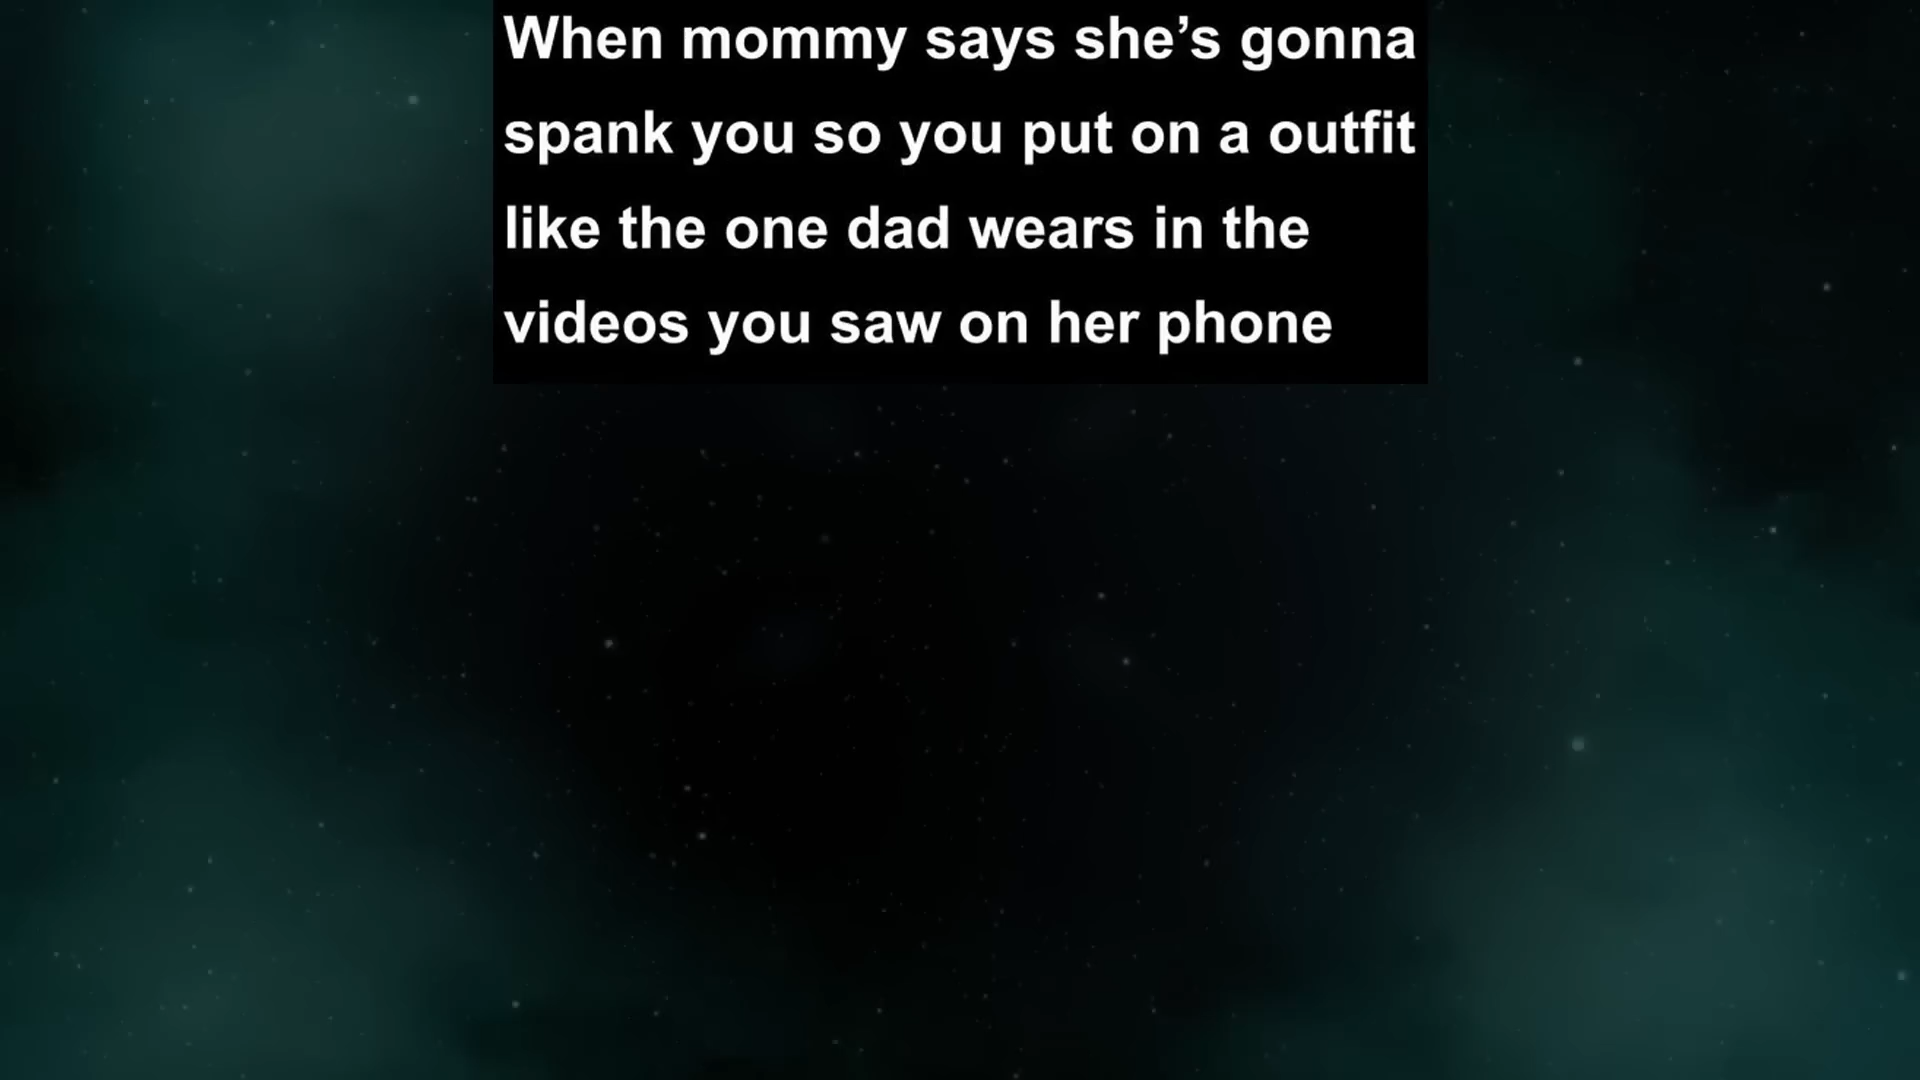 When mommy says she’s gonna
spank you so you put on a outfit
like the one dad wears in the
videos you saw on her phone